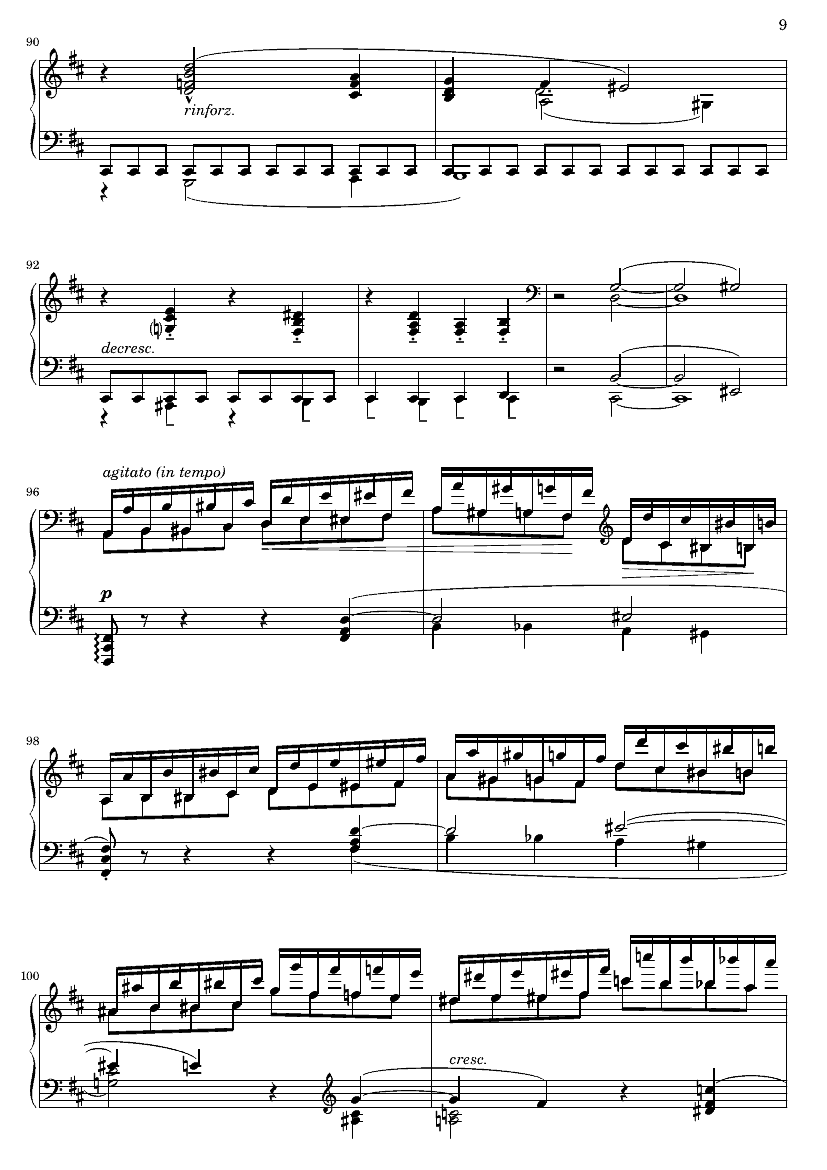 9
90
rinforz.
92
decresc.
96
agitato (in tempo)
p
98
100
cresc.